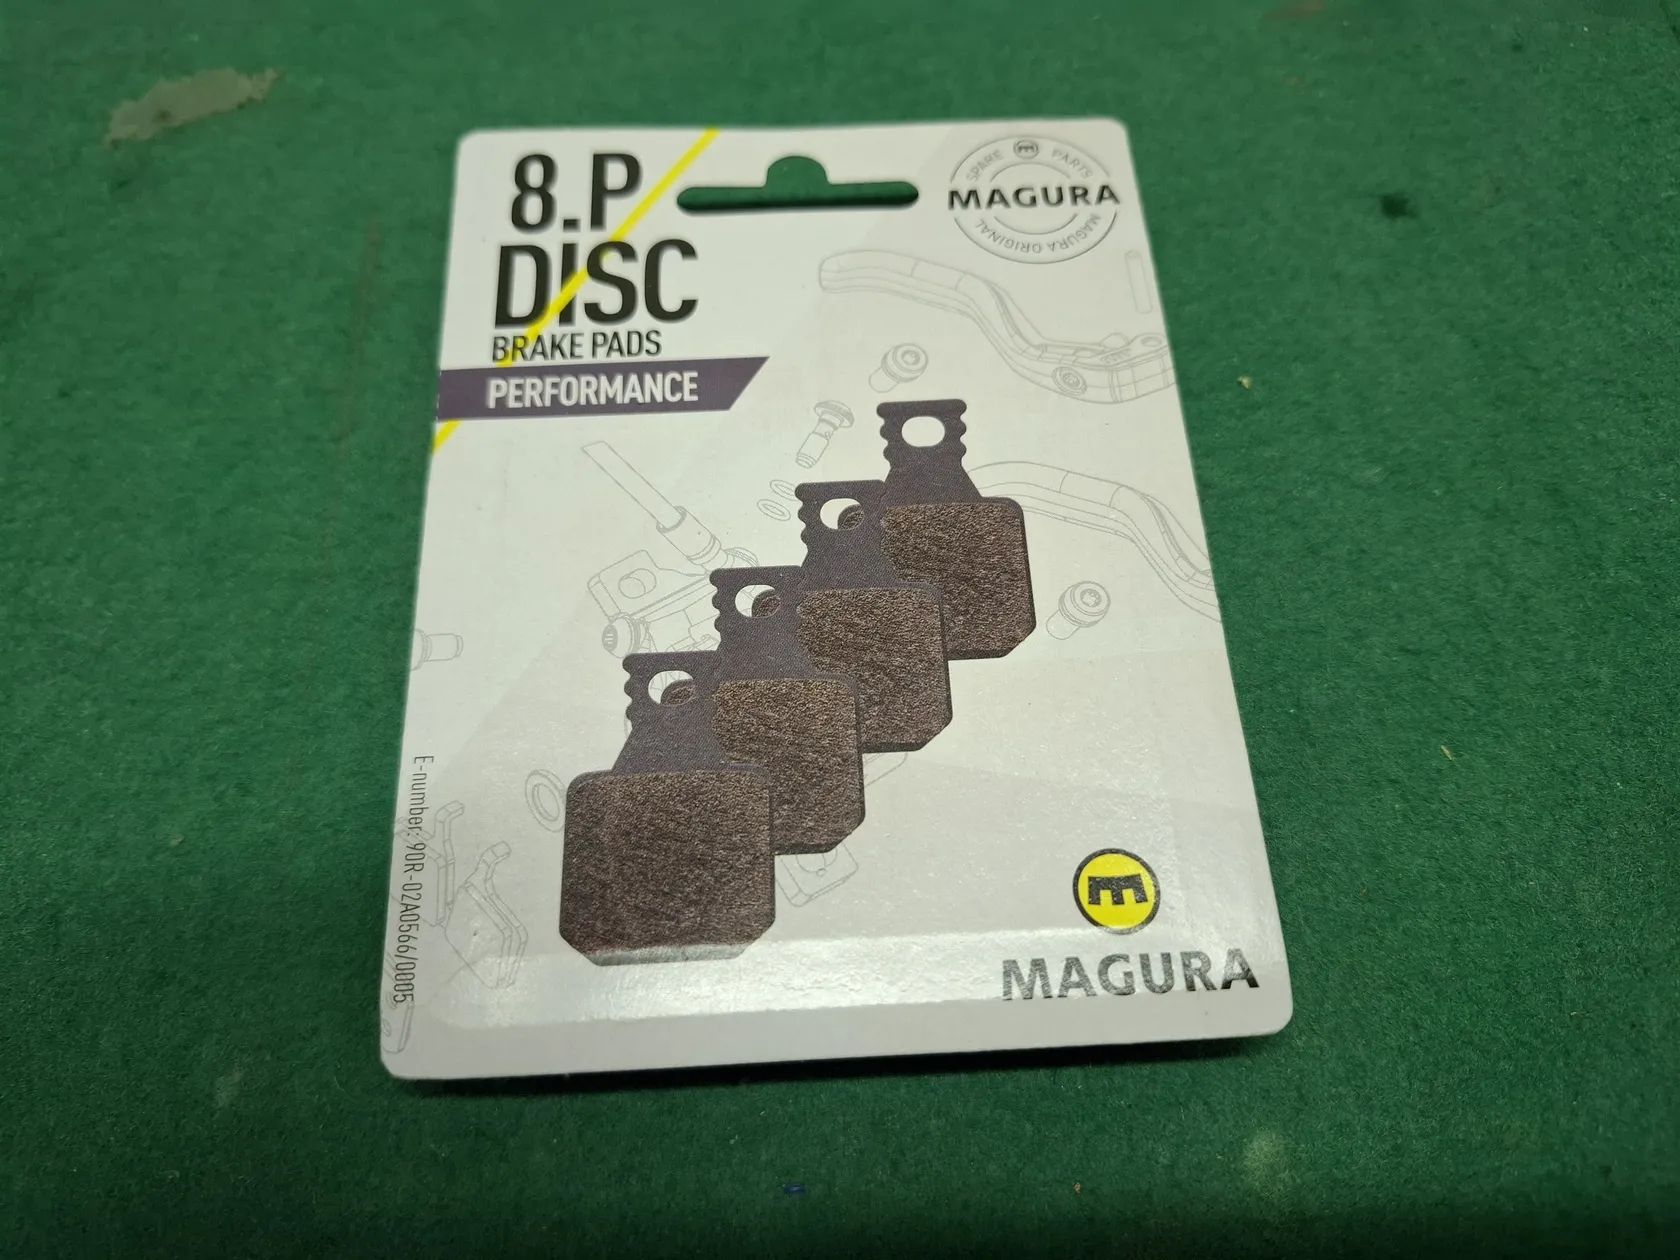 8.P
DISC
BRAKE PADS
PERFORMANCE
SPARE PARTS
MAGURA
MAGURA ORIGINAL
E-number: 90R-02A0566/0005
MAGURA